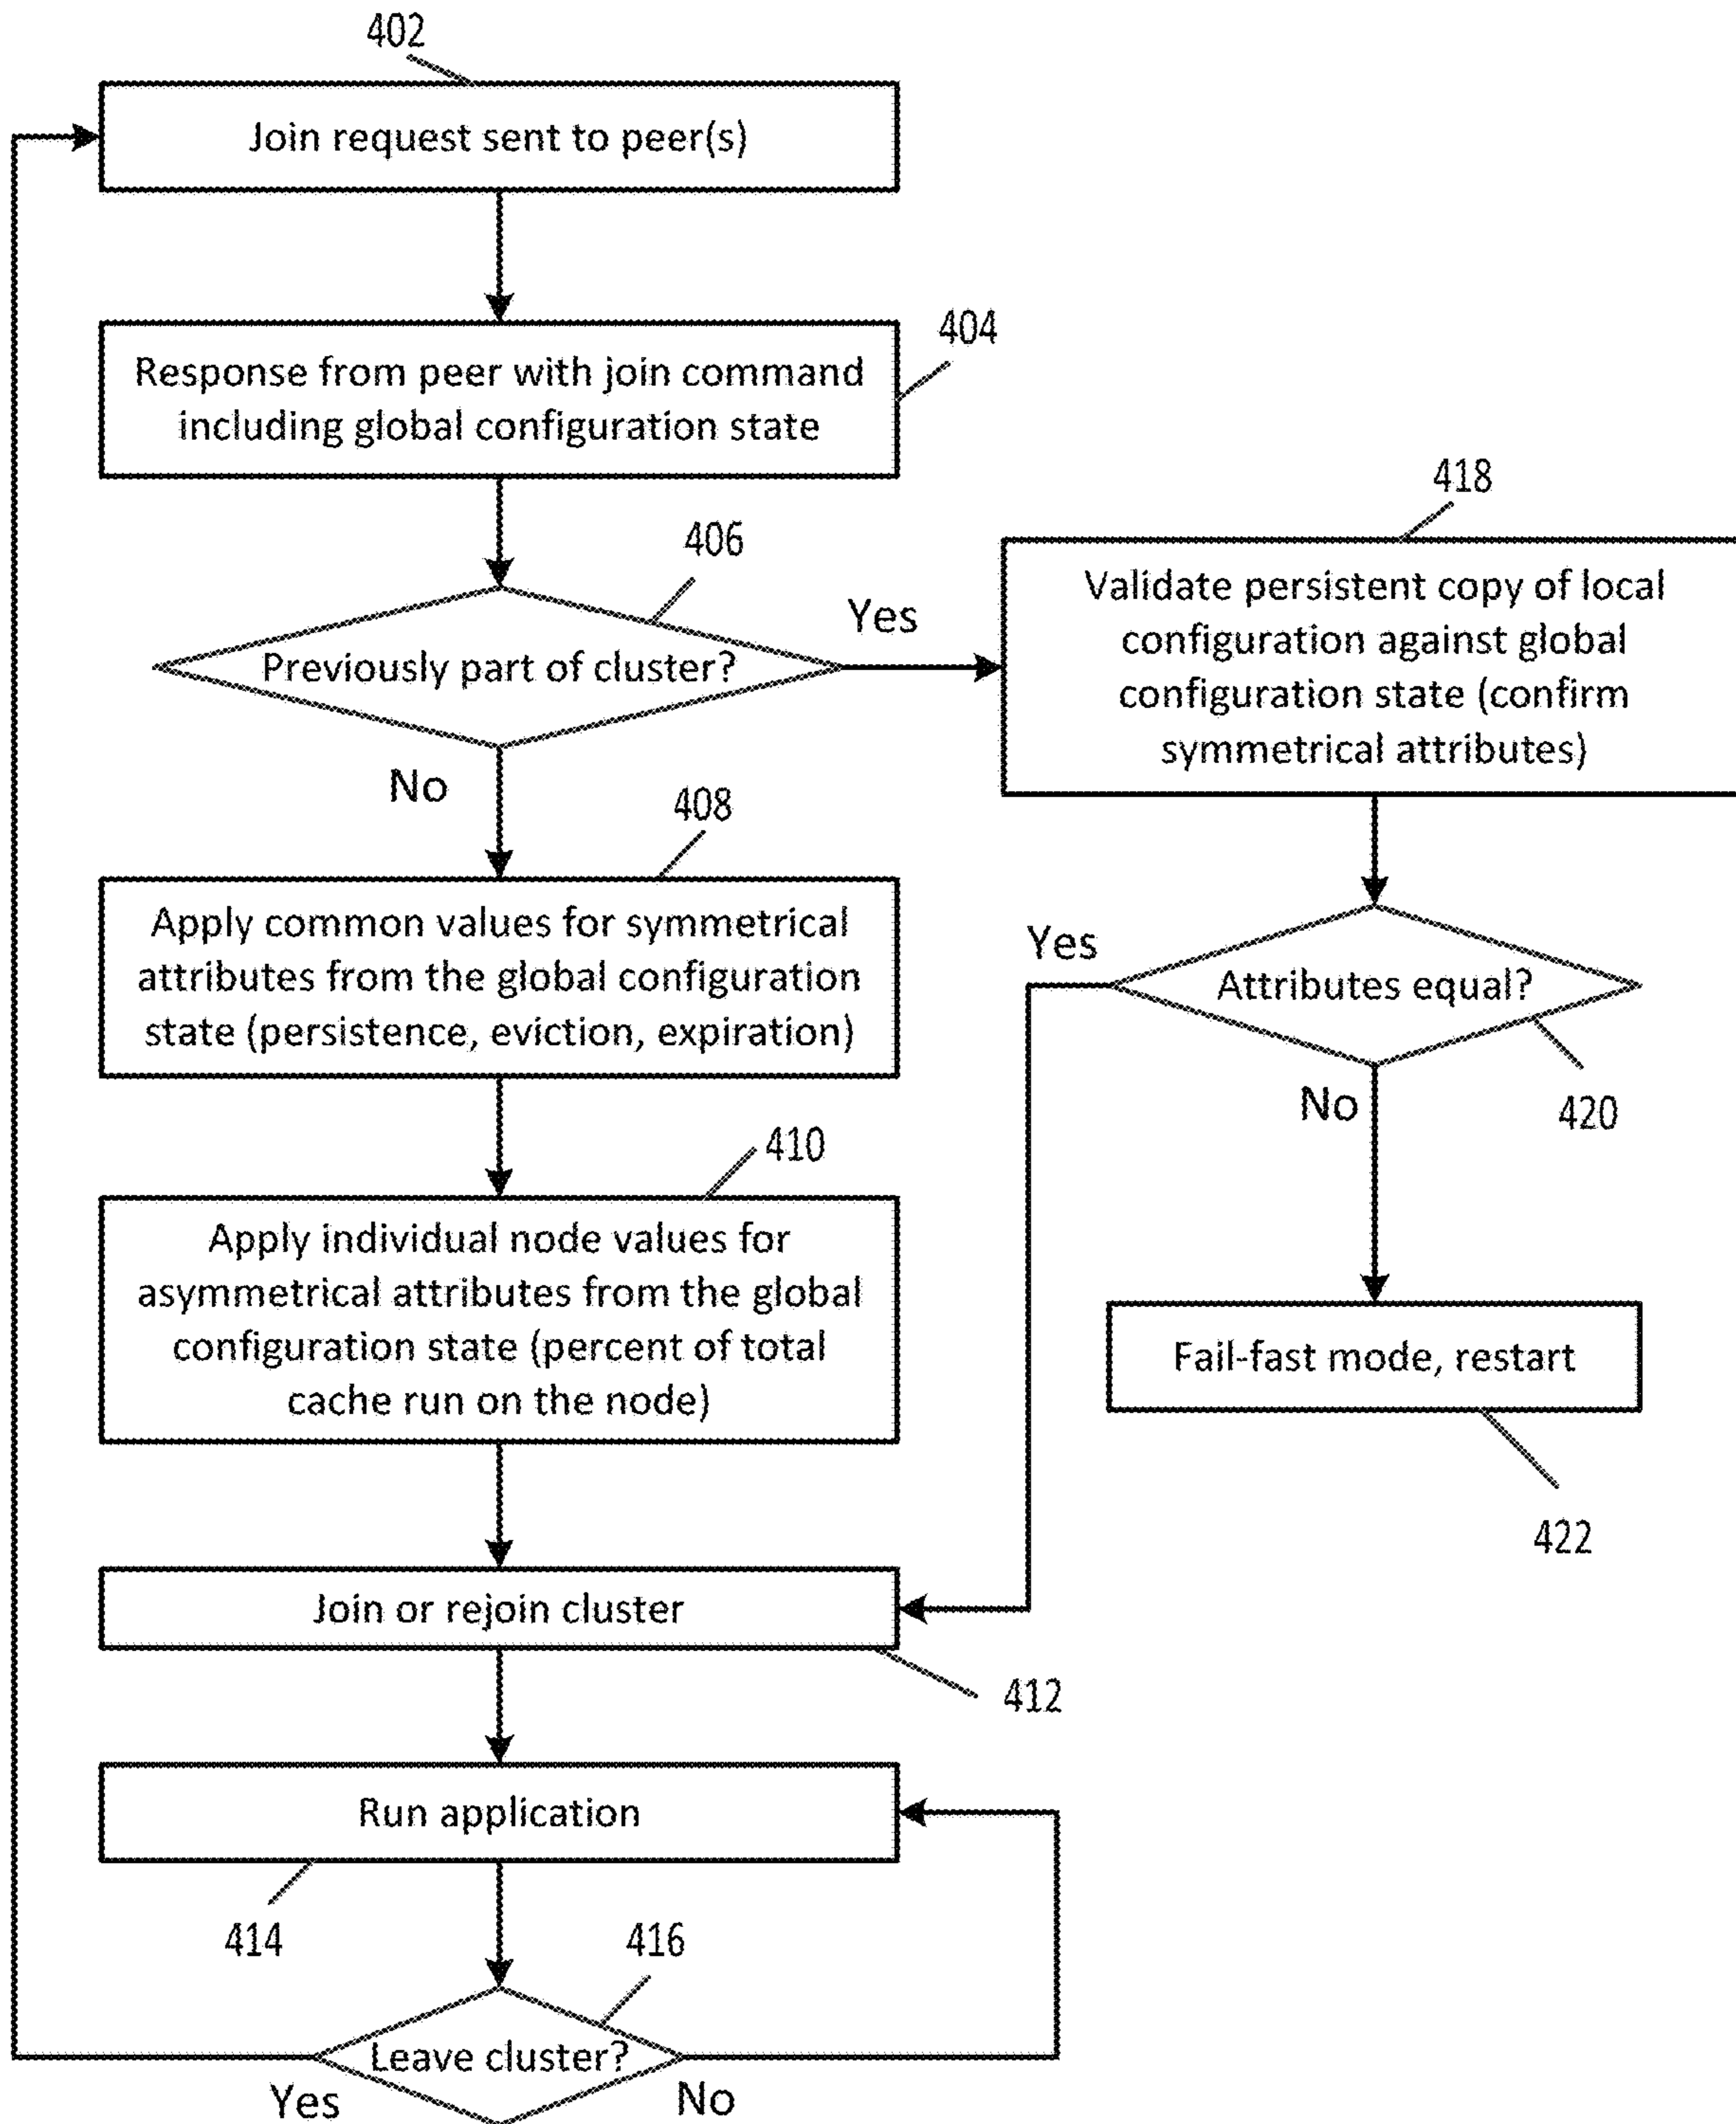 402
Join request sent to peer(s)
404
Response from peer with join command
including global configuration state
406
Previously part of cluster?
Yes
No
418
Validate persistent copy of local
configuration against global
configuration state (confirm
symmetrical attributes)
408
Apply common values for symmetrical
attributes from the global configuration
state (persistence, eviction, expiration)
Yes
Attributes equal?
No
420
410
Apply individual node values for
asymmetrical attributes from the global
configuration state (percent of total
cache run on the node)
Fail-fast mode, restart
422
Join or rejoin cluster
412
Run application
414
416
Leave cluster?
Yes
No